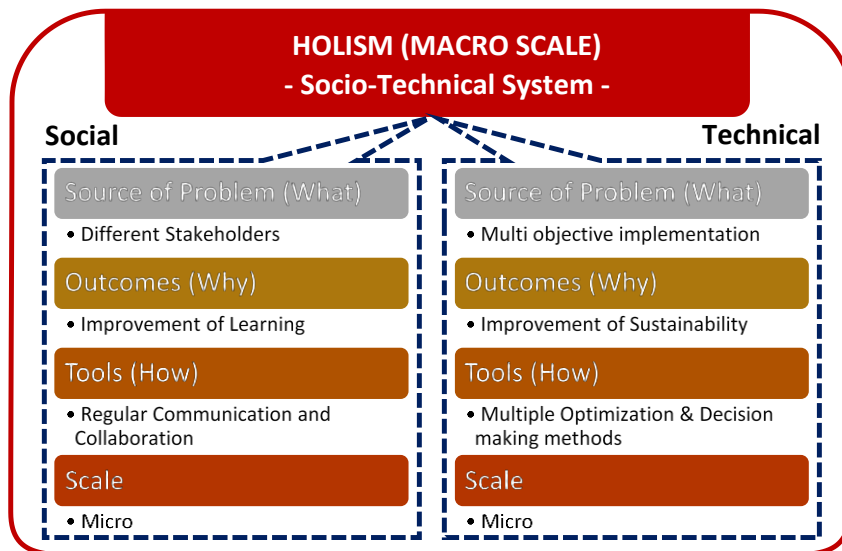 HOLISM (MACRO SCALE)
- Socio-Technical System -
Social
Source of Problem (What)
• Different Stakeholders
Outcomes (Why)
• Improvement of Learning
Tools (How)
• Regular Communication and
Collaboration
Scale
• Micro
Technical
Source of Problem (What)
• Multi objective implementation
Outcomes (Why)
• Improvement of Sustainability
Tools (How)
• Multiple Optimization & Decision
making methods
Scale
• Micro